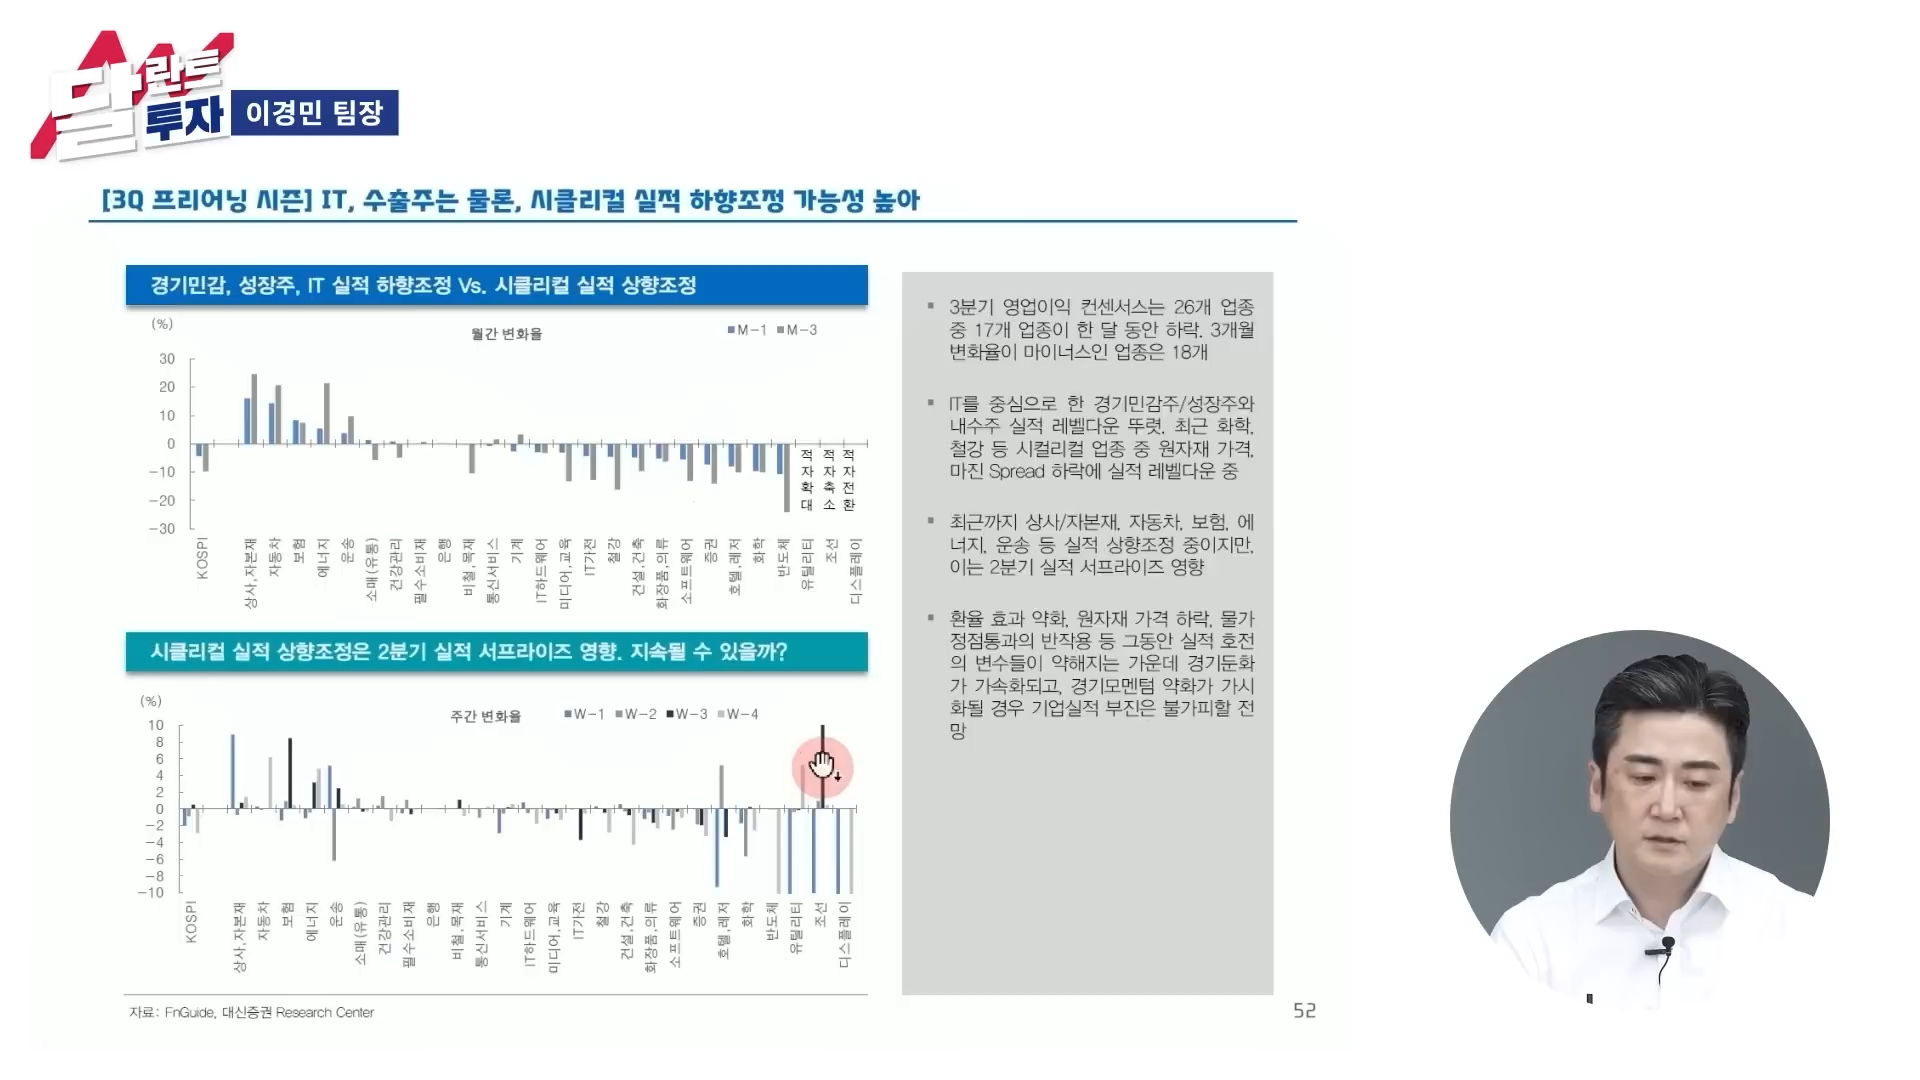 달란트
투자
이경민 팀장
[3Q 프리어닝 시즌] IT, 수출주는 물론, 시클리컬 실적 하향조정 가능성 높아
경기민감, 성장주, IT 실적 하향조정 Vs. 시클리컬 실적 상향조정
(%)
월간 변화율
M-1 M-3
30
20
10
0
-10
-20
-30
적자확대
적자축소
적자전환
KOSPI
상사,자본재
자동차
보험
에너지
운송
소매(유통)
건강관리
필수소비재
은행
비철,목재
통신서비스
기계
IT하드웨어
미디어,교육
IT가전
철강
건설,건축
화장품,의류
소프트웨어
증권
호텔,레저
화학
반도체
유틸리티
조선
디스플레이
시클리컬 실적 상향조정은 2분기 실적 서프라이즈 영향. 지속될 수 있을까?
(%)
주간 변화율
W-1 W-2 W-3 W-4
10
8
6
4
2
0
-2
-4
-6
-8
-10
KOSPI
상사,자본재
자동차
보험
에너지
운송
소매(유통)
건강관리
필수소비재
은행
비철,목재
통신서비스
기계
IT하드웨어
미디어,교육
IT가전
철강
건설,건축
화장품,의류
소프트웨어
증권
호텔,레저
화학
반도체
유틸리티
조선
디스플레이
자료: FnGuide, 대신증권 Research Center
▪ 3분기 영업이익 컨센서스는 26개 업종
중 17개 업종이 한 달 동안 하락. 3개월
변화율이 마이너스인 업종은 18개
▪ IT를 중심으로 한 경기민감주/성장주와
내수주 실적 레벨다운 뚜렷. 최근 화학,
철강 등 시컬리컬 업종 중 원자재 가격,
마진 Spread 하락에 실적 레벨다운 중
▪ 최근까지 상사/자본재, 자동차, 보험, 에
너지, 운송 등 실적 상향조정 중이지만,
이는 2분기 실적 서프라이즈 영향
▪ 환율 효과 약화, 원자재 가격 하락, 물가
정점통과의 반작용 등 그동안 실적 호전
의 변수들이 약해지는 가운데 경기둔화
가 가속화되고, 경기모멘텀 약화가 가시
화될 경우 기업실적 부진은 불가피할 전
망
52